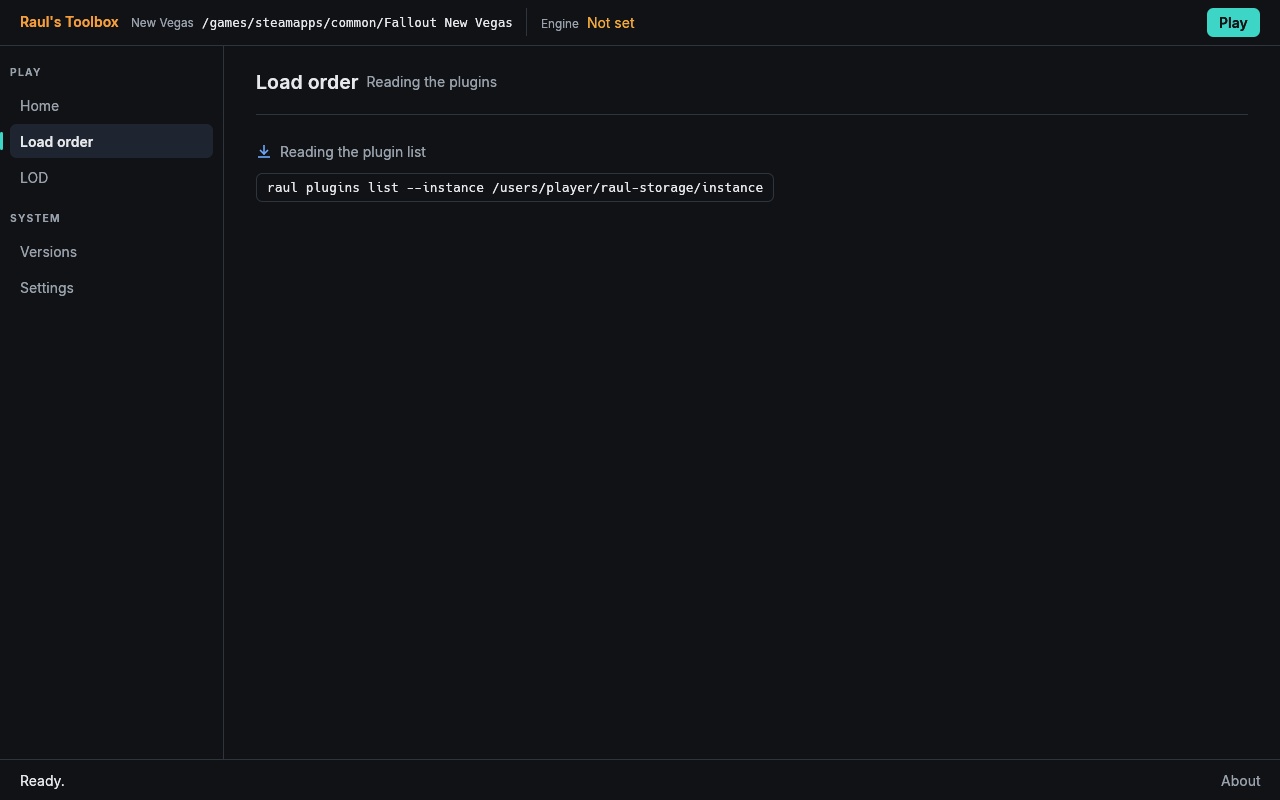 Raul's Toolbox New Vegas /games/steamapps/common/Fallout New Vegas Engine Not set Play
PLAY
Home
Load order
LOD
SYSTEM
Versions
Settings
Load order Reading the plugins
Reading the plugin list
raul plugins list --instance /users/player/raul-storage/instance
Ready.
About